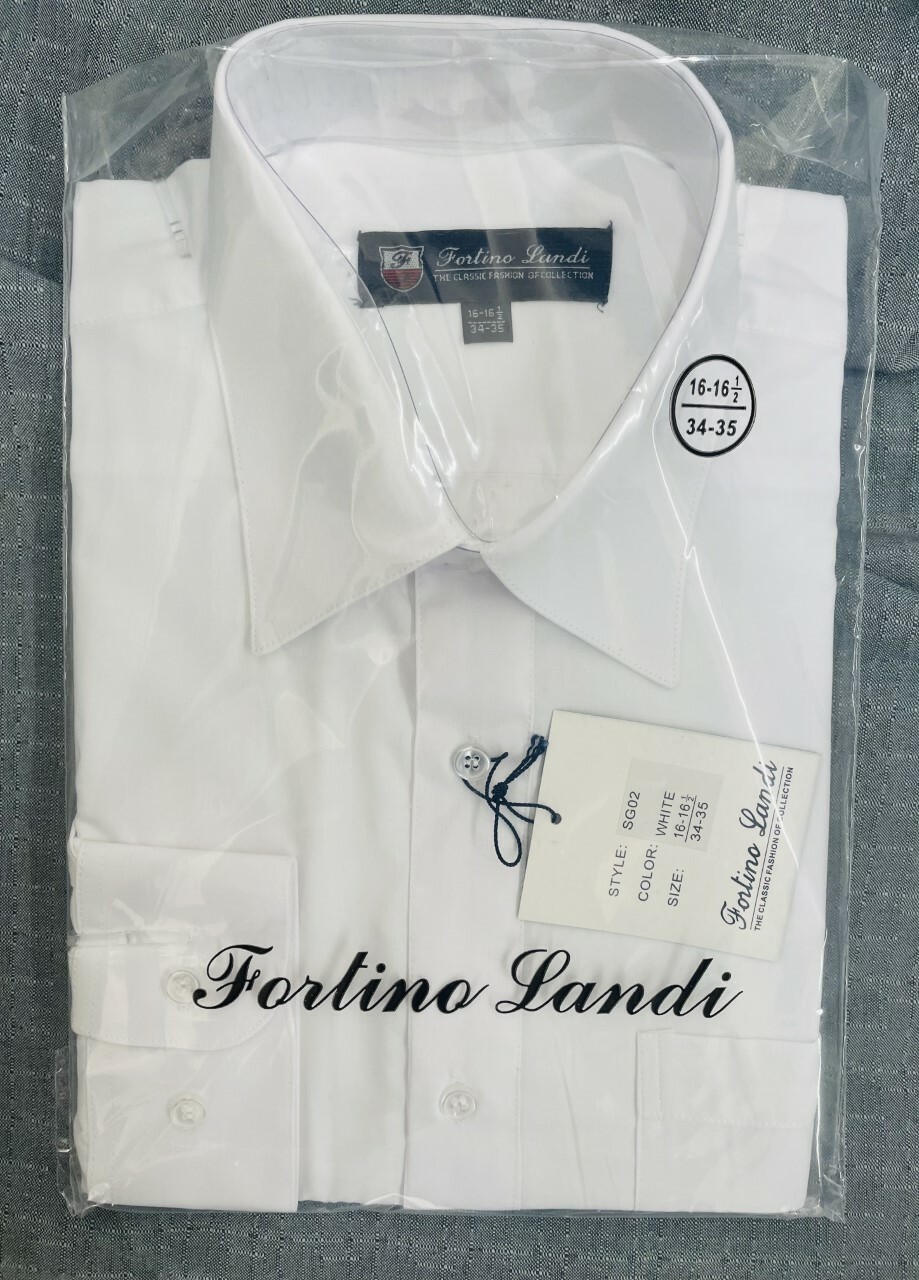 Fortino Landi
THE CLASSIC FASHION OF COLLECTION
16-16½
34-35
16-16½
34-35
STYLE: SG02
COLOR: WHITE
SIZE: 16-16½
34-35
Fortino Landi
THE CLASSIC FASHION OF COLLECTION
Fortino Landi